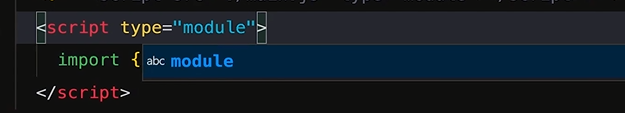 <script type="module">
import { abc module
</script>